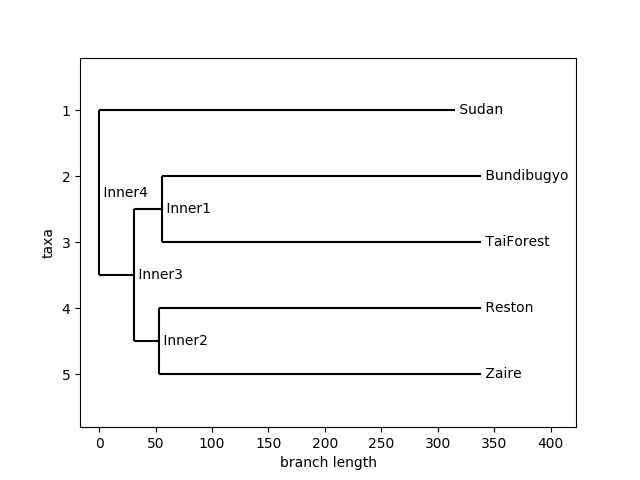 1
Sudan
2
Bundibugyo
Inner4
Inner1
taxa
3
TaiForest
Inner3
4
Reston
Inner2
5
Zaire
0 50 100 150 200 250 300 350 400
branch length